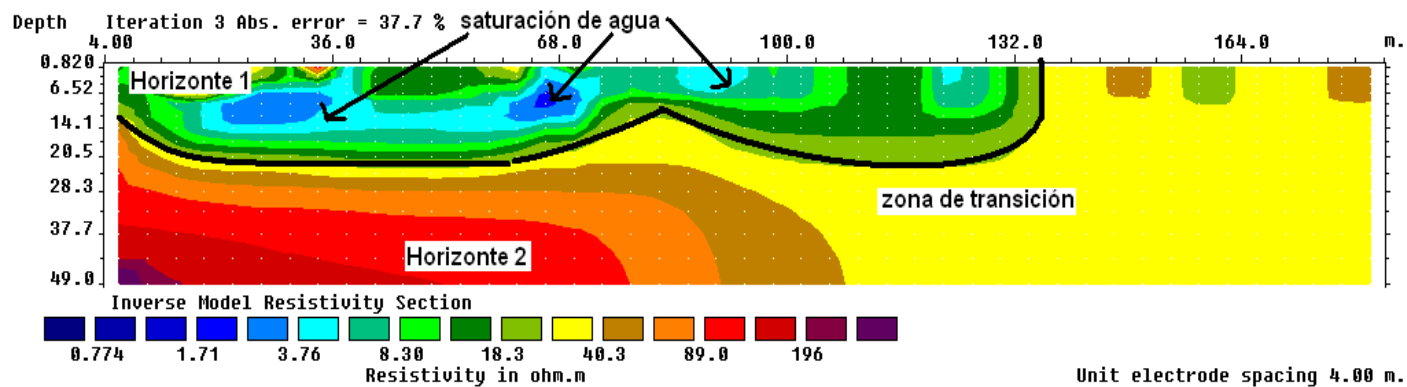 Depth Iteration 3 Abs. error = 37.7 % saturación de agua
4.00 36.0 68.0 100.0 132.0 164.0 m.
0.820
Horizonte 1
6.52
14.1
20.5
28.3
zona de transición
37.7
Horizonte 2
49.0
Inverse Model Resistivity Section
0.774 1.71 3.76 8.30 18.3 40.3 89.0 196
Resistivity in ohm.m Unit electrode spacing 4.00 m.